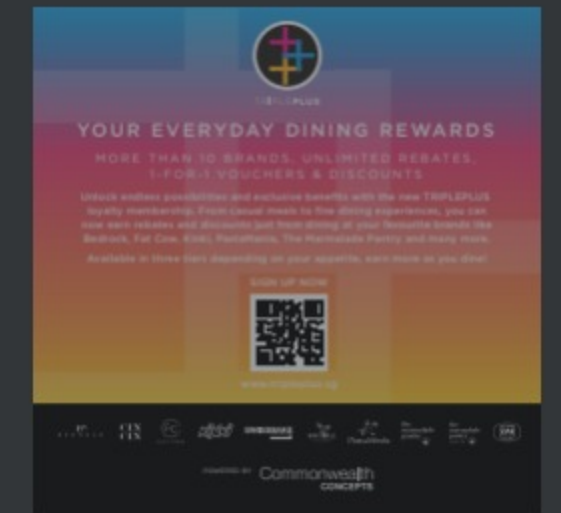 TRIPLEPLUS
YOUR EVERYDAY DINING REWARDS
MORE THAN 10 BRANDS. UNLIMITED REBATES,
1-FOR-1 VOUCHERS & DISCOUNTS
Unlock endless possibilities and exclusive benefits with the new TRIPLEPLUS
loyalty membership. From casual meals to fine dining experiences, you can
now earn rebates and discounts just from dining at your favourite brands like
Bedrock, Fat Cow, Kinki, PastaMania, The Marmalade Pantry and many more.
Available in three tiers depending on your appetite, earn more as you dine!
SIGN UP NOW
www.tripleplus.sg
POWERED BY Commonwealth
CONCEPTS